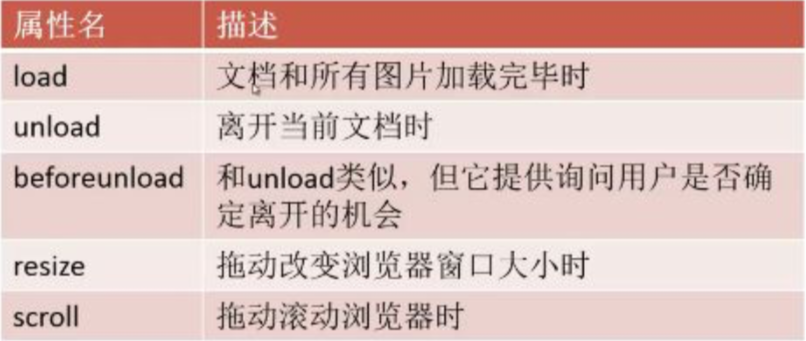 属性名 描述
load 文档和所有图片加载完毕时
unload 离开当前文档时
beforeunload 和unload类似，但它提供询问用户是否确
定离开的机会
resize 拖动改变浏览器窗口大小时
scroll 拖动滚动浏览器时